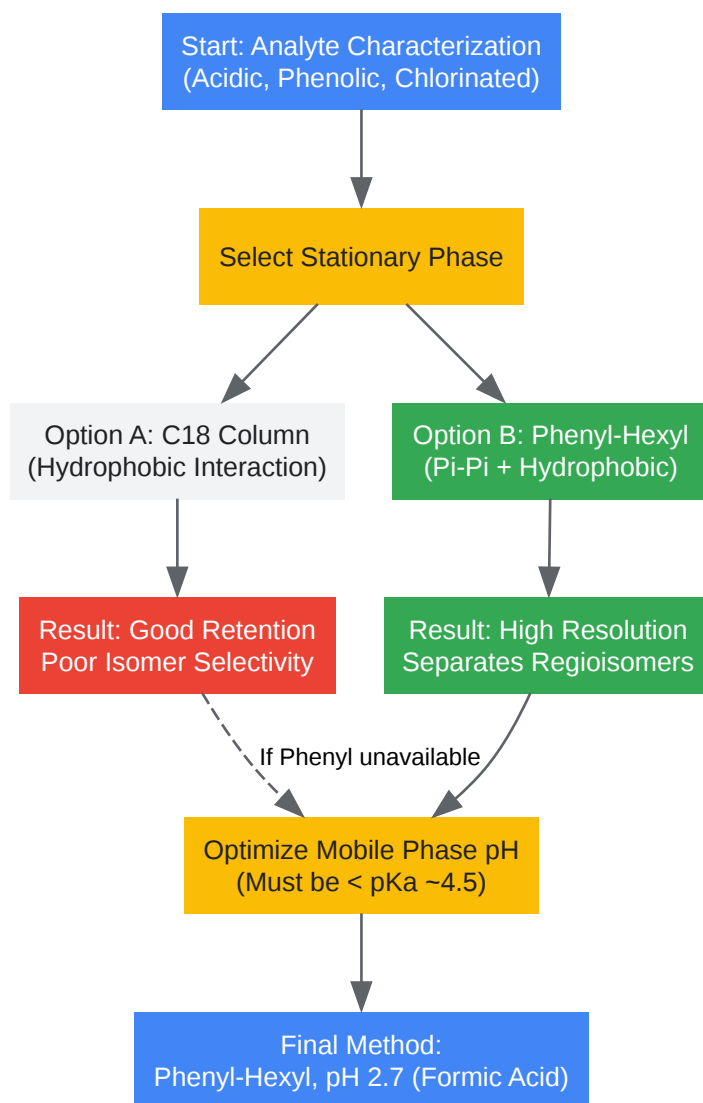 Start: Analyte Characterization
(Acidic, Phenolic, Chlorinated)
Select Stationary Phase
Option A: C18 Column
(Hydrophobic Interaction)
Option B: Phenyl-Hexyl
(Pi-Pi + Hydrophobic)
Result: Good Retention
Poor Isomer Selectivity
Result: High Resolution
Separates Regioisomers
If Phenyl unavailable
Optimize Mobile Phase pH
(Must be < pKa ~4.5)
Final Method:
Phenyl-Hexyl, pH 2.7 (Formic Acid)